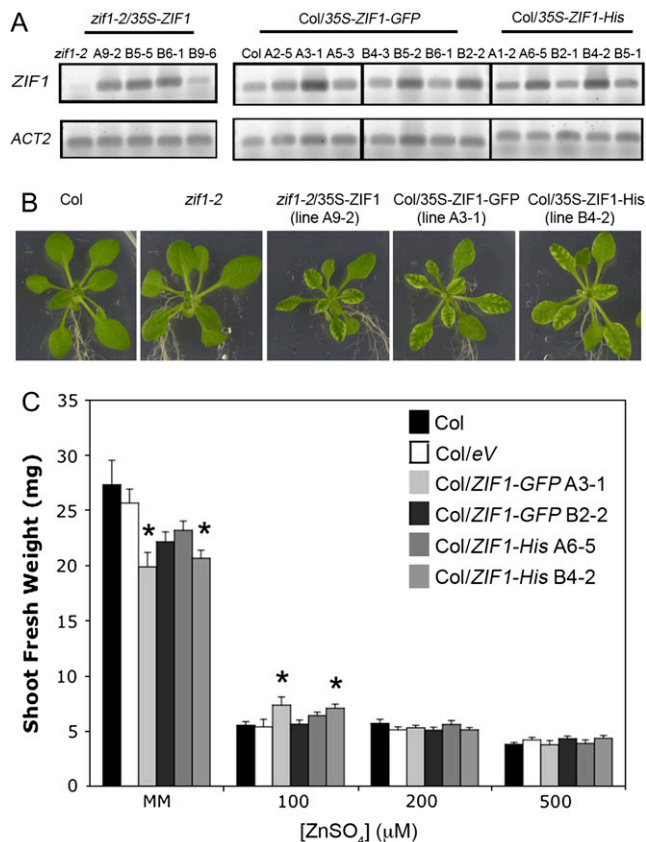 A
zif1-2/35S-ZIF1
Col/35S-ZIF1-GFP
Col/35S-ZIF1-His
zif1-2 A9-2 B5-5 B6-1 B9-6
Col A2-5 A3-1 A5-3 B4-3 B5-2 B6-1 B2-2 A1-2 A6-5 B2-1 B4-2 B5-1
ZIF1
ACT2
B
Col
zif1-2
zif1-2/35S-ZIF1
(line A9-2)
Col/35S-ZIF1-GFP
(line A3-1)
Col/35S-ZIF1-His
(line B4-2)
C
Shoot Fresh Weight (mg)
35
30
25
20
15
10
5
0
Col
Col/eV
Col/ZIF1-GFP A3-1
Col/ZIF1-GFP B2-2
Col/ZIF1-His A6-5
Col/ZIF1-His B4-2
* *
* *
MM 100 200 500
[ZnSO₄] (μM)